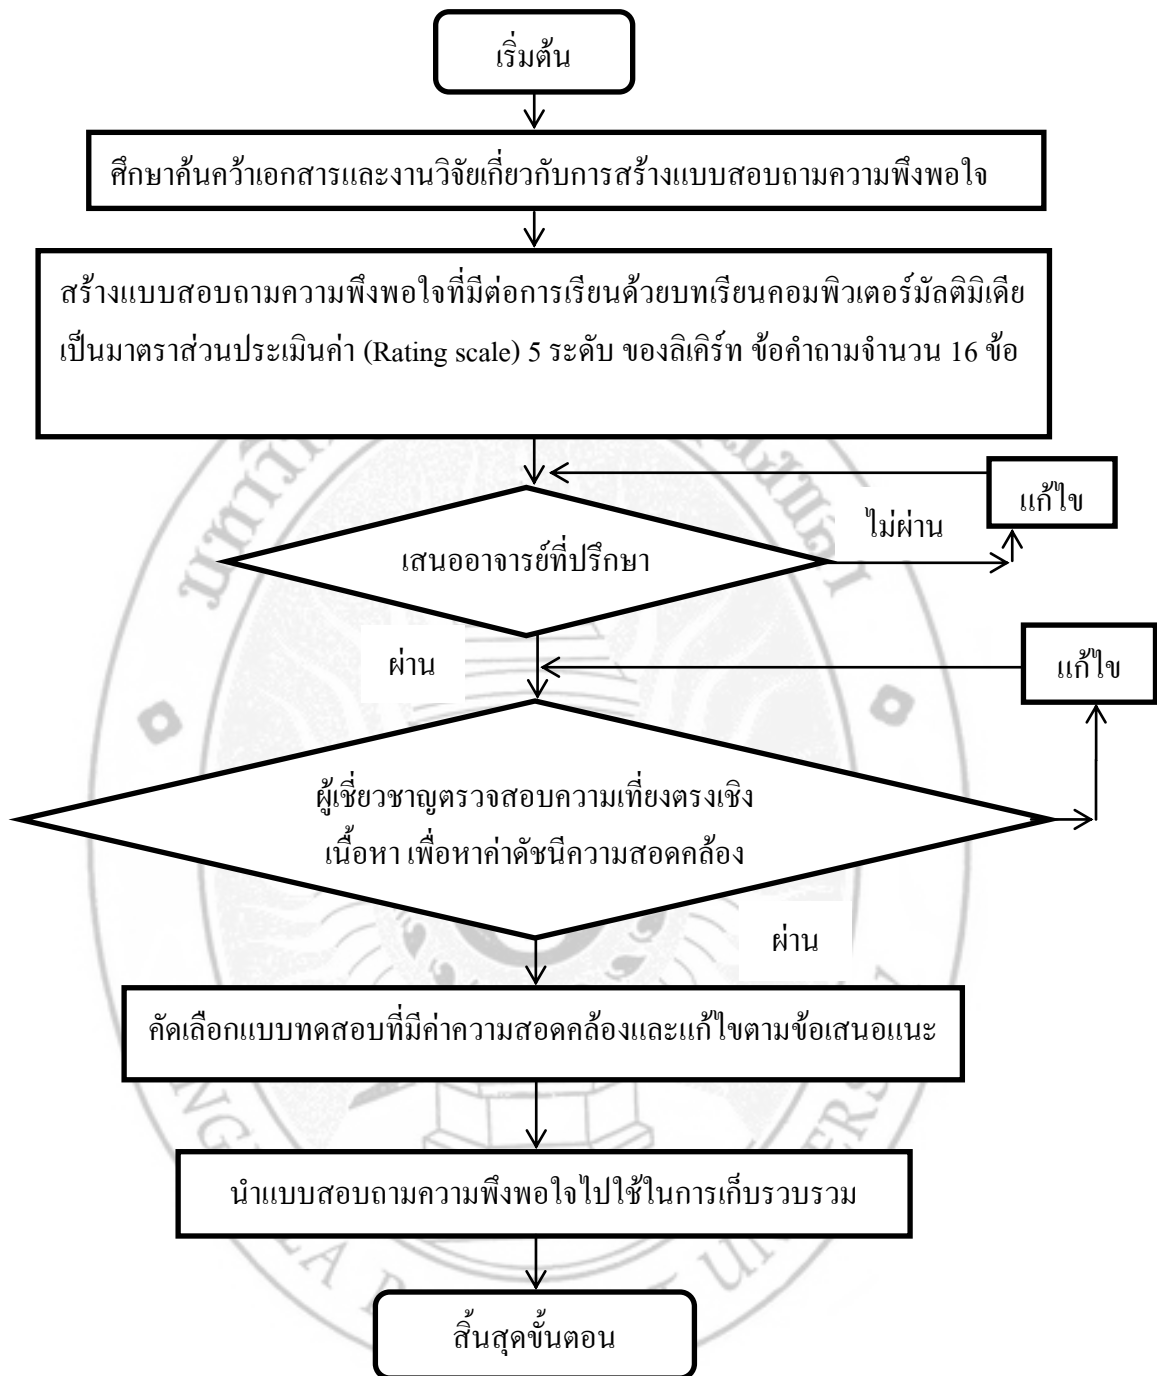 เริ่มต้น
ศึกษาค้นคว้าเอกสารและงานวิจัยเกี่ยวกับการสร้างแบบสอบถามความพึงพอใจ
สร้างแบบสอบถามความพึงพอใจที่มีต่อการเรียนด้วยบทเรียนคอมพิวเตอร์มัลติมิเดีย
เป็นมาตราส่วนประเมินค่า (Rating scale) 5 ระดับ ของลิเคิร์ท ข้อคำถามจำนวน 16 ข้อ
แก้ไข
ไม่ผ่าน
เสนออาจารย์ที่ปรึกษา
ผ่าน
แก้ไข
ผู้เชี่ยวชาญตรวจสอบความเที่ยงตรงเชิง
เนื้อหา เพื่อหาค่าดัชนีความสอดคล้อง
ผ่าน
คัดเลือกแบบทดสอบที่มีค่าความสอดคล้องและแก้ไขตามข้อเสนอแนะ
นำแบบสอบถามความพึงพอใจไปใช้ในการเก็บรวบรวม
สิ้นสุดขั้นตอน